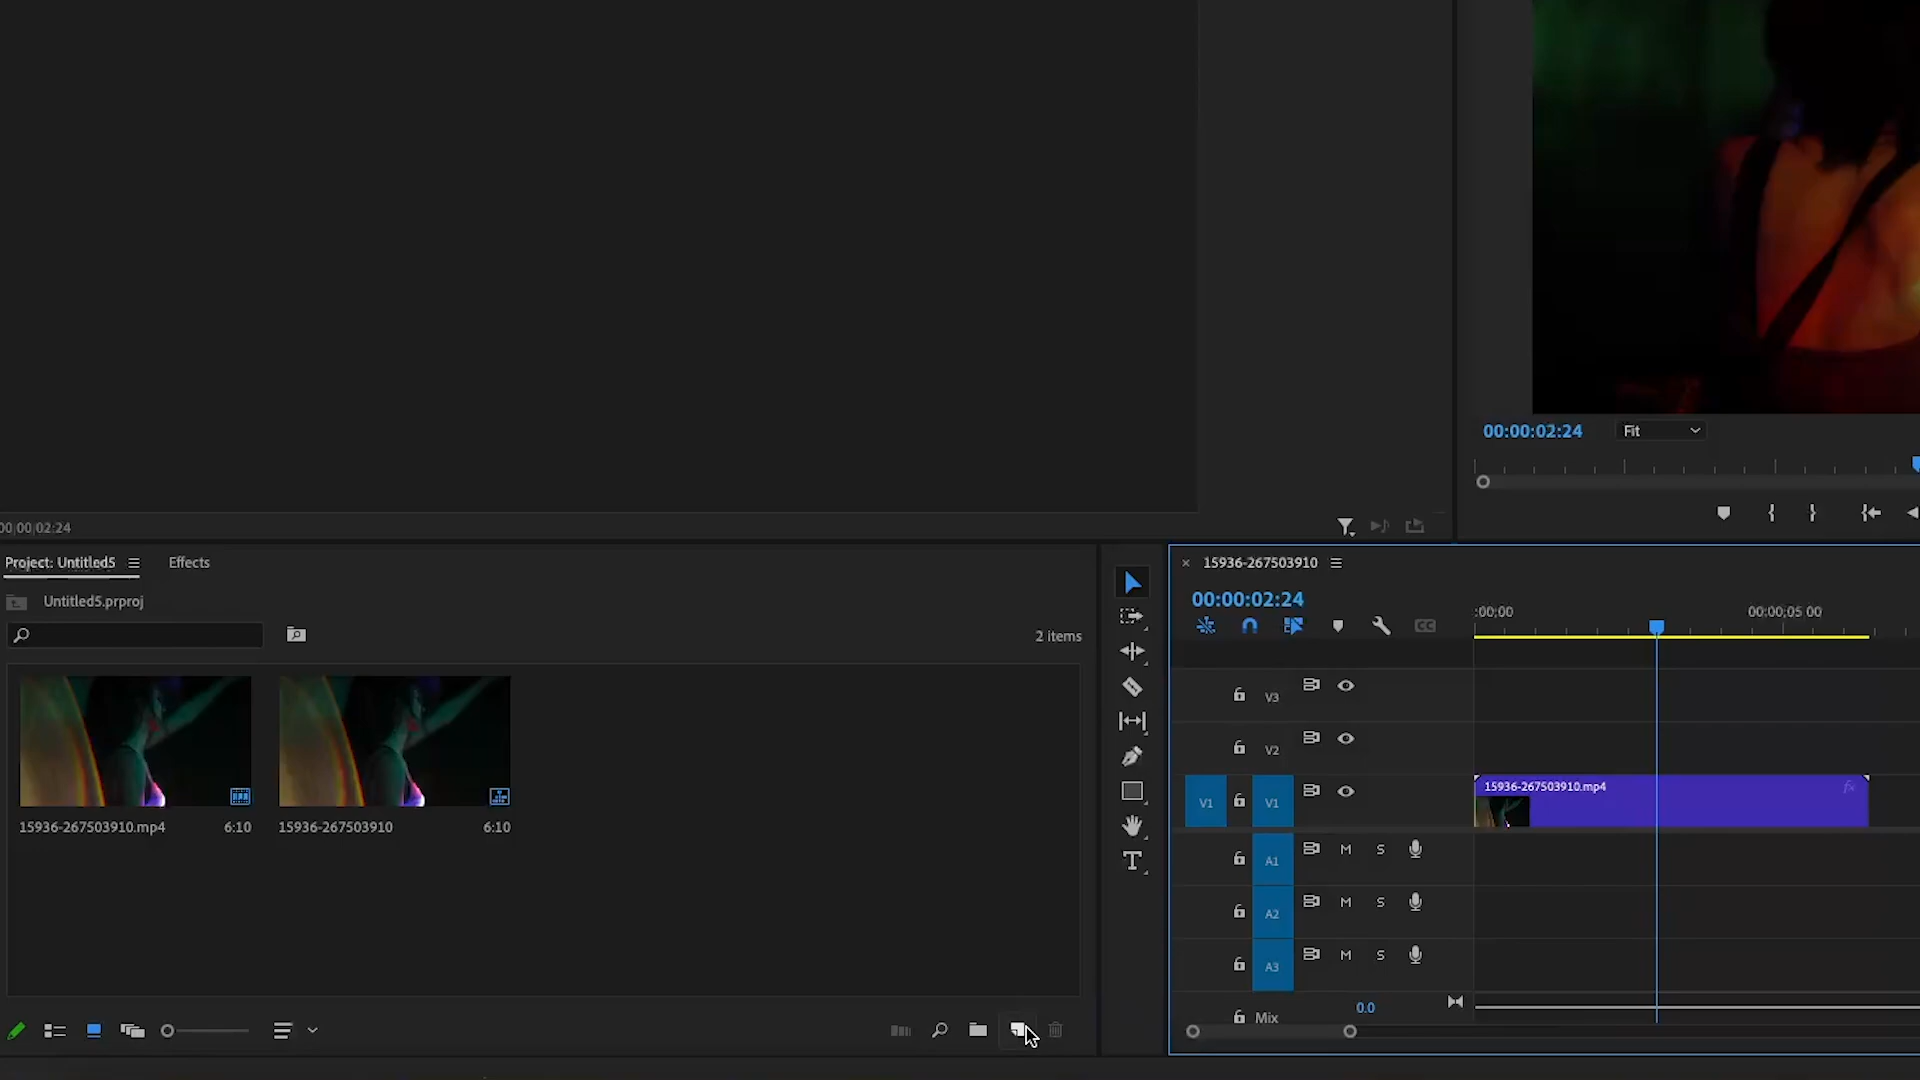 00:00:02:24
Fit
00;00;02:24
Project: Untitled5
Effects
Untitled5.prproj
2 items
15936-267503910.mp4
6:10
15936-267503910
6:10
15936-267503910
00:00:02:24
:00;00
00;00;05 00
CC
V3
V2
V1
V1
15936-267503910.mp4
fx
A1
M
S
A2
M
S
A3
M
S
Mix
0.0